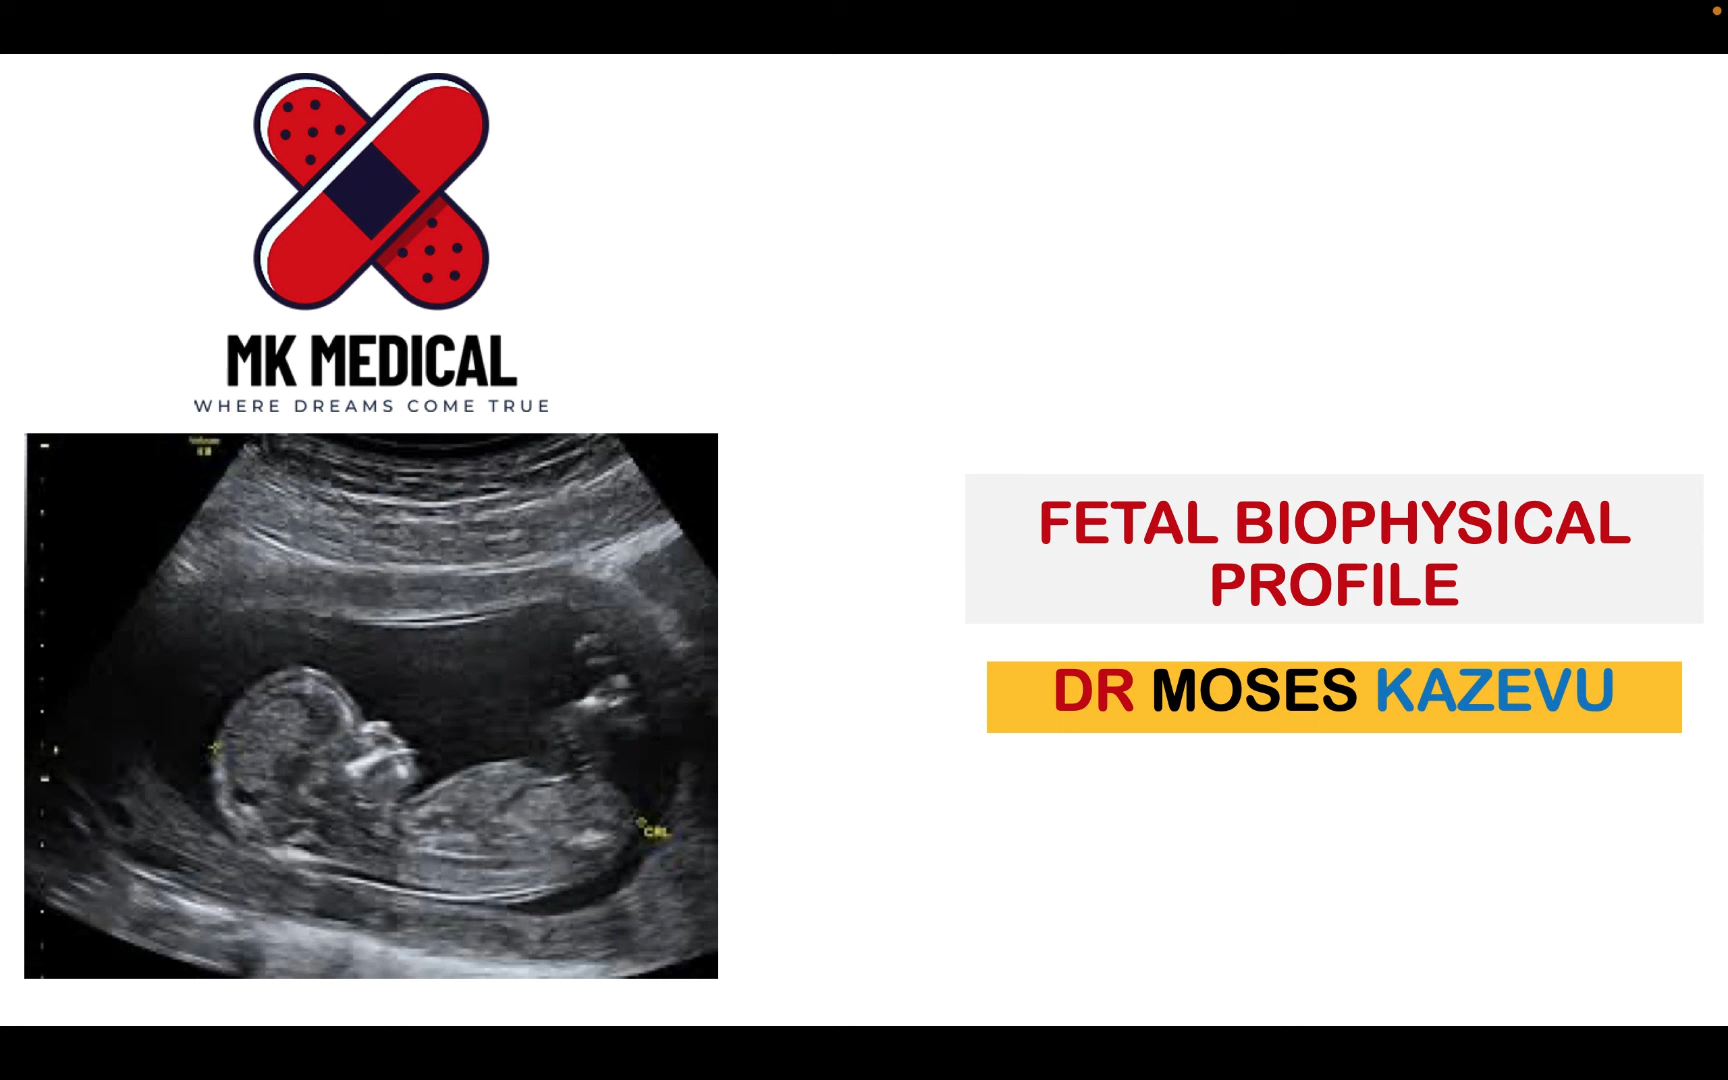 MK MEDICAL
WHERE DREAMS COME TRUE
CRL
FETAL BIOPHYSICAL
PROFILE
DR MOSES KAZEVU